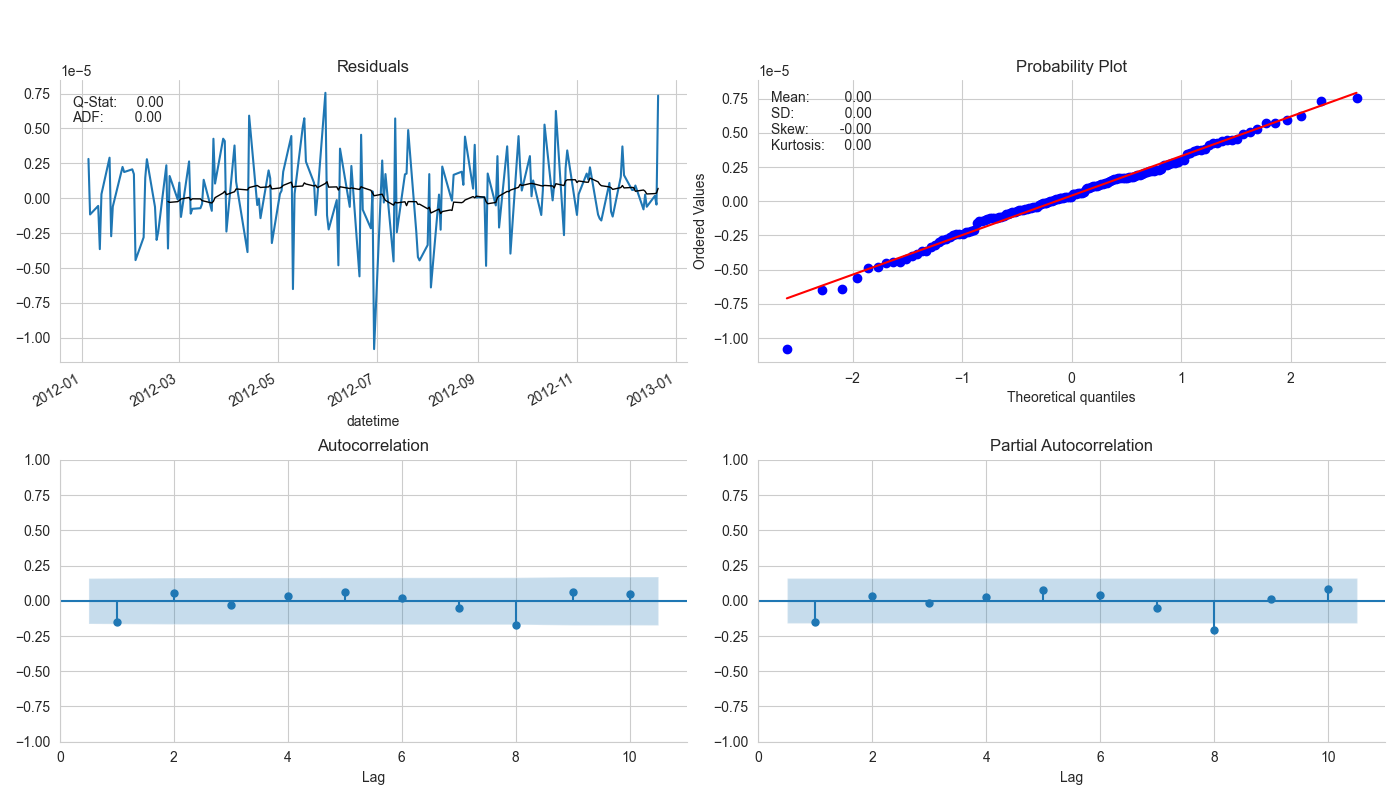 Residuals
1e−5
Q-Stat: 0.00
ADF: 0.00
0.75
0.50
0.25
0.00
−0.25
−0.50
−0.75
−1.00
2012-01 2012-03 2012-05 2012-07 2012-09 2012-11 2013-01
datetime
Probability Plot
1e−5
Mean: 0.00
SD: 0.00
Skew: -0.00
Kurtosis: 0.00
Ordered Values
0.75
0.50
0.25
0.00
−0.25
−0.50
−0.75
−1.00
−2 −1 0 1 2
Theoretical quantiles
Autocorrelation
1.00
0.75
0.50
0.25
0.00
−0.25
−0.50
−0.75
−1.00
0 2 4 6 8 10
Lag
Partial Autocorrelation
1.00
0.75
0.50
0.25
0.00
−0.25
−0.50
−0.75
−1.00
0 2 4 6 8 10
Lag